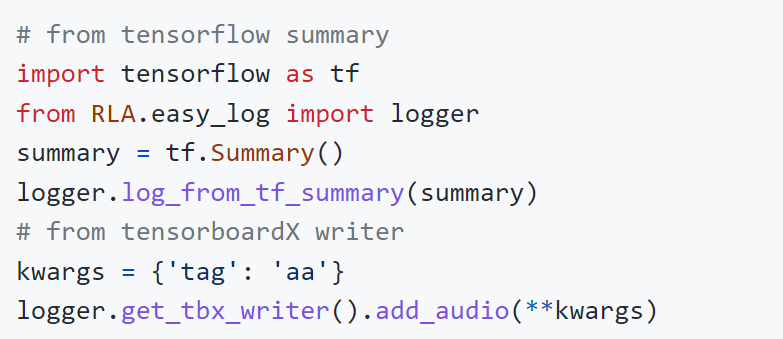 # from tensorflow summary
import tensorflow as tf
from RLA.easy_log import logger
summary = tf.Summary()
logger.log_from_tf_summary(summary)
# from tensorboardX writer
kwargs = {'tag': 'aa'}
logger.get_tbx_writer().add_audio(**kwargs)